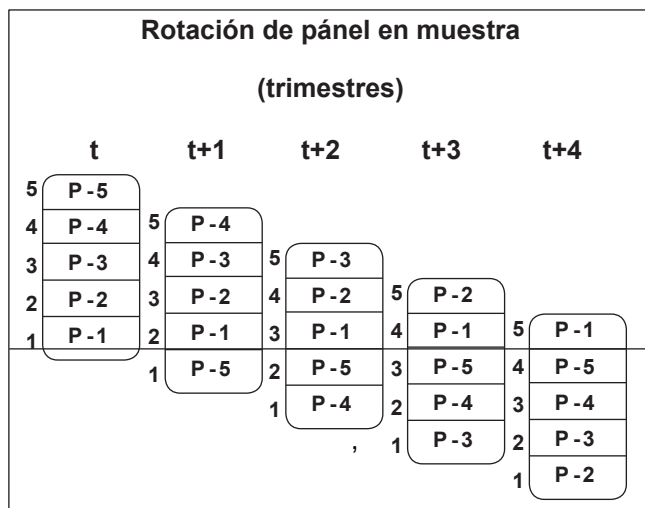 Rotación de pánel en muestra
(trimestres)
t t+1 t+2 t+3 t+4
5 P-5
4 P-4
3 P-3
2 P-2
1 P-1
5 P-4
4 P-3
3 P-2
2 P-1
1 P-5
5 P-3
4 P-2
3 P-1
2 P-5
1 P-4
,
5 P-2
4 P-1
3 P-5
2 P-4
1 P-3
5 P-1
4 P-5
3 P-4
2 P-3
1 P-2